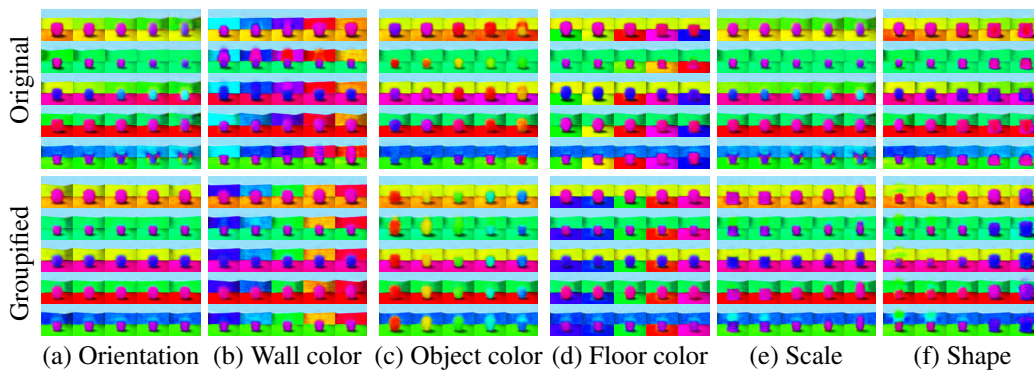 Original
Groupified
(a) Orientation (b) Wall color (c) Object color (d) Floor color (e) Scale (f) Shape